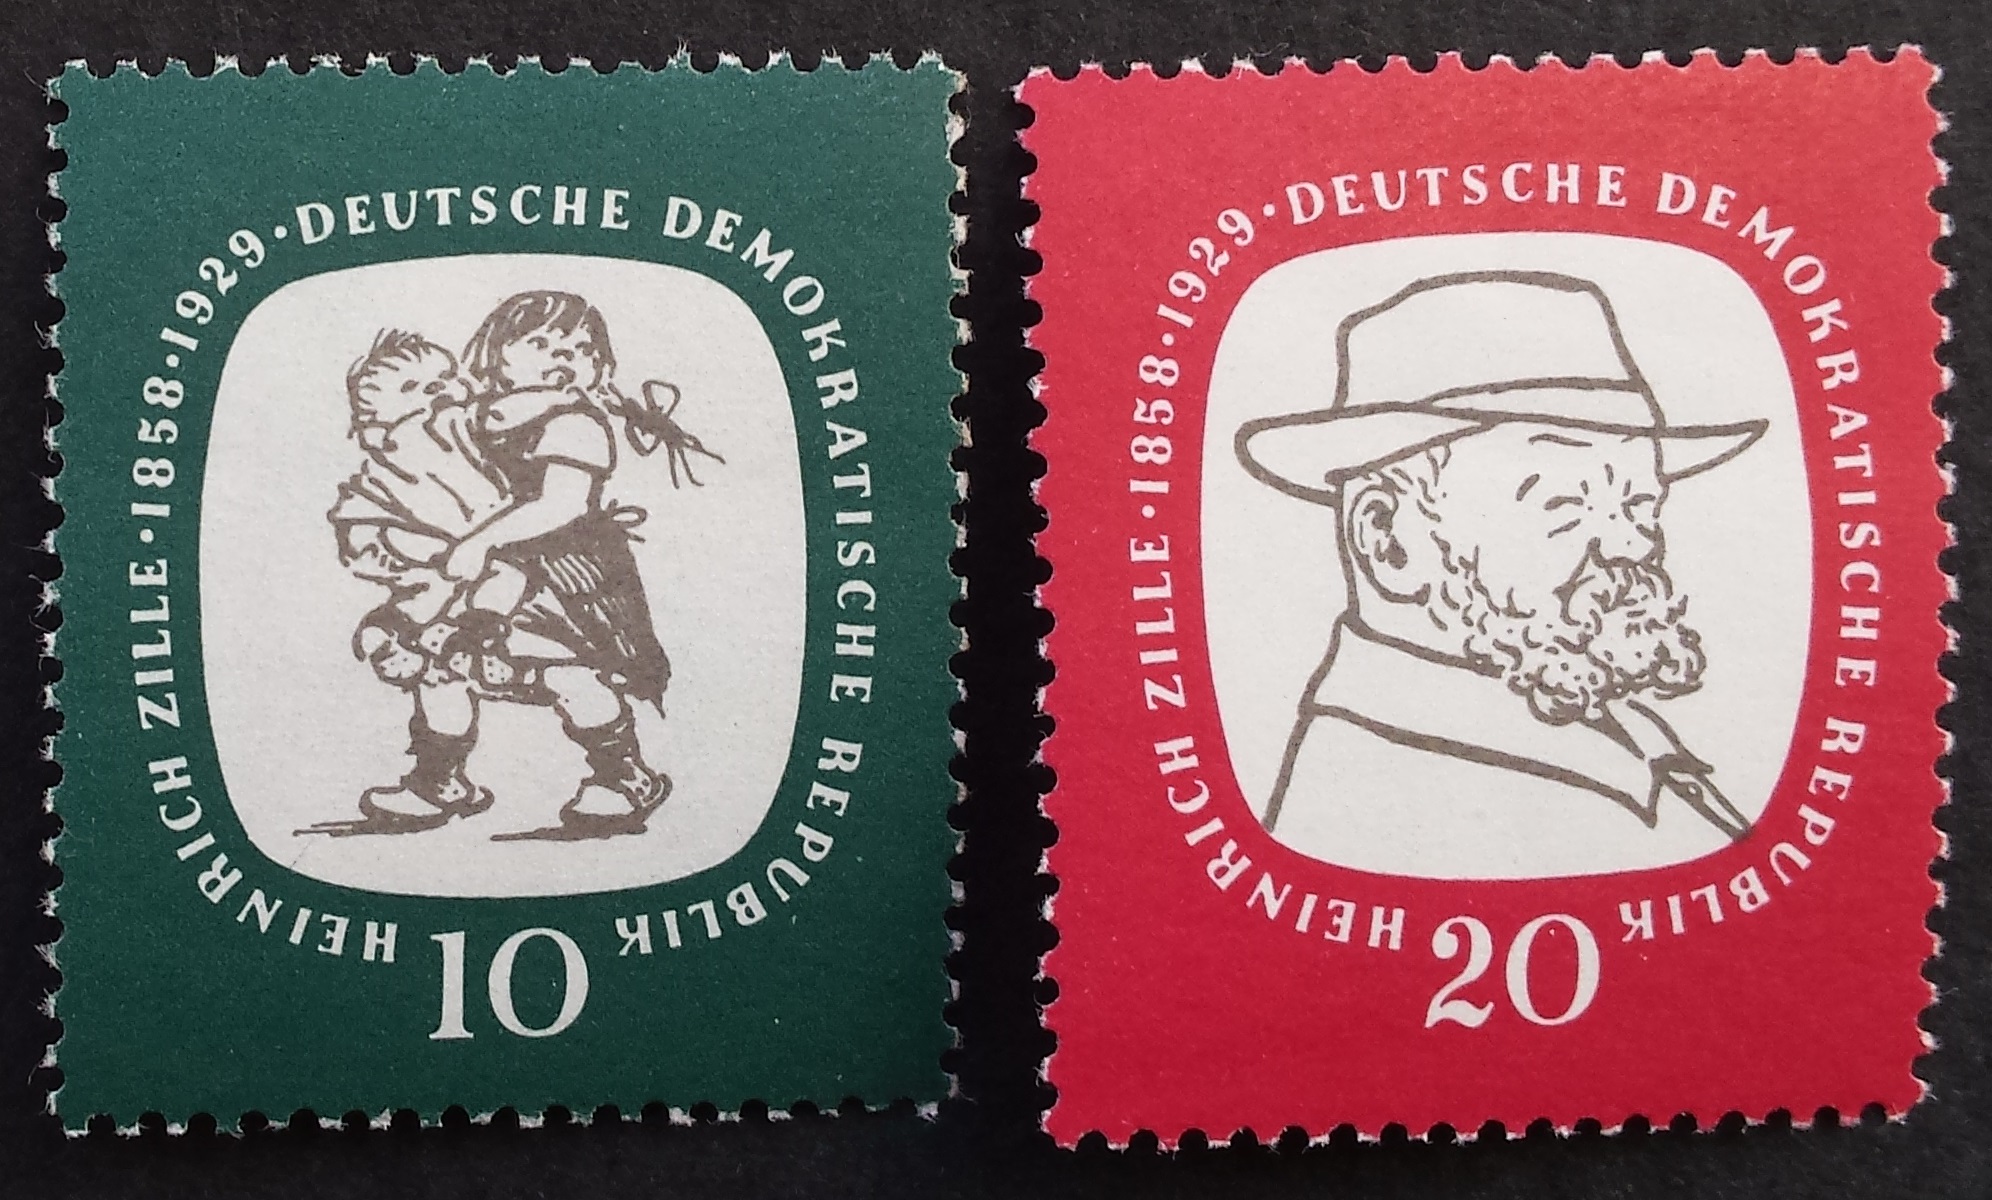 HEINRICH ZILLE · 1858 · 1929 · DEUTSCHE DEMOKRATISCHE REPUBLIK
10
HEINRICH ZILLE · 1858 · 1929 · DEUTSCHE DEMOKRATISCHE REPUBLIK
20